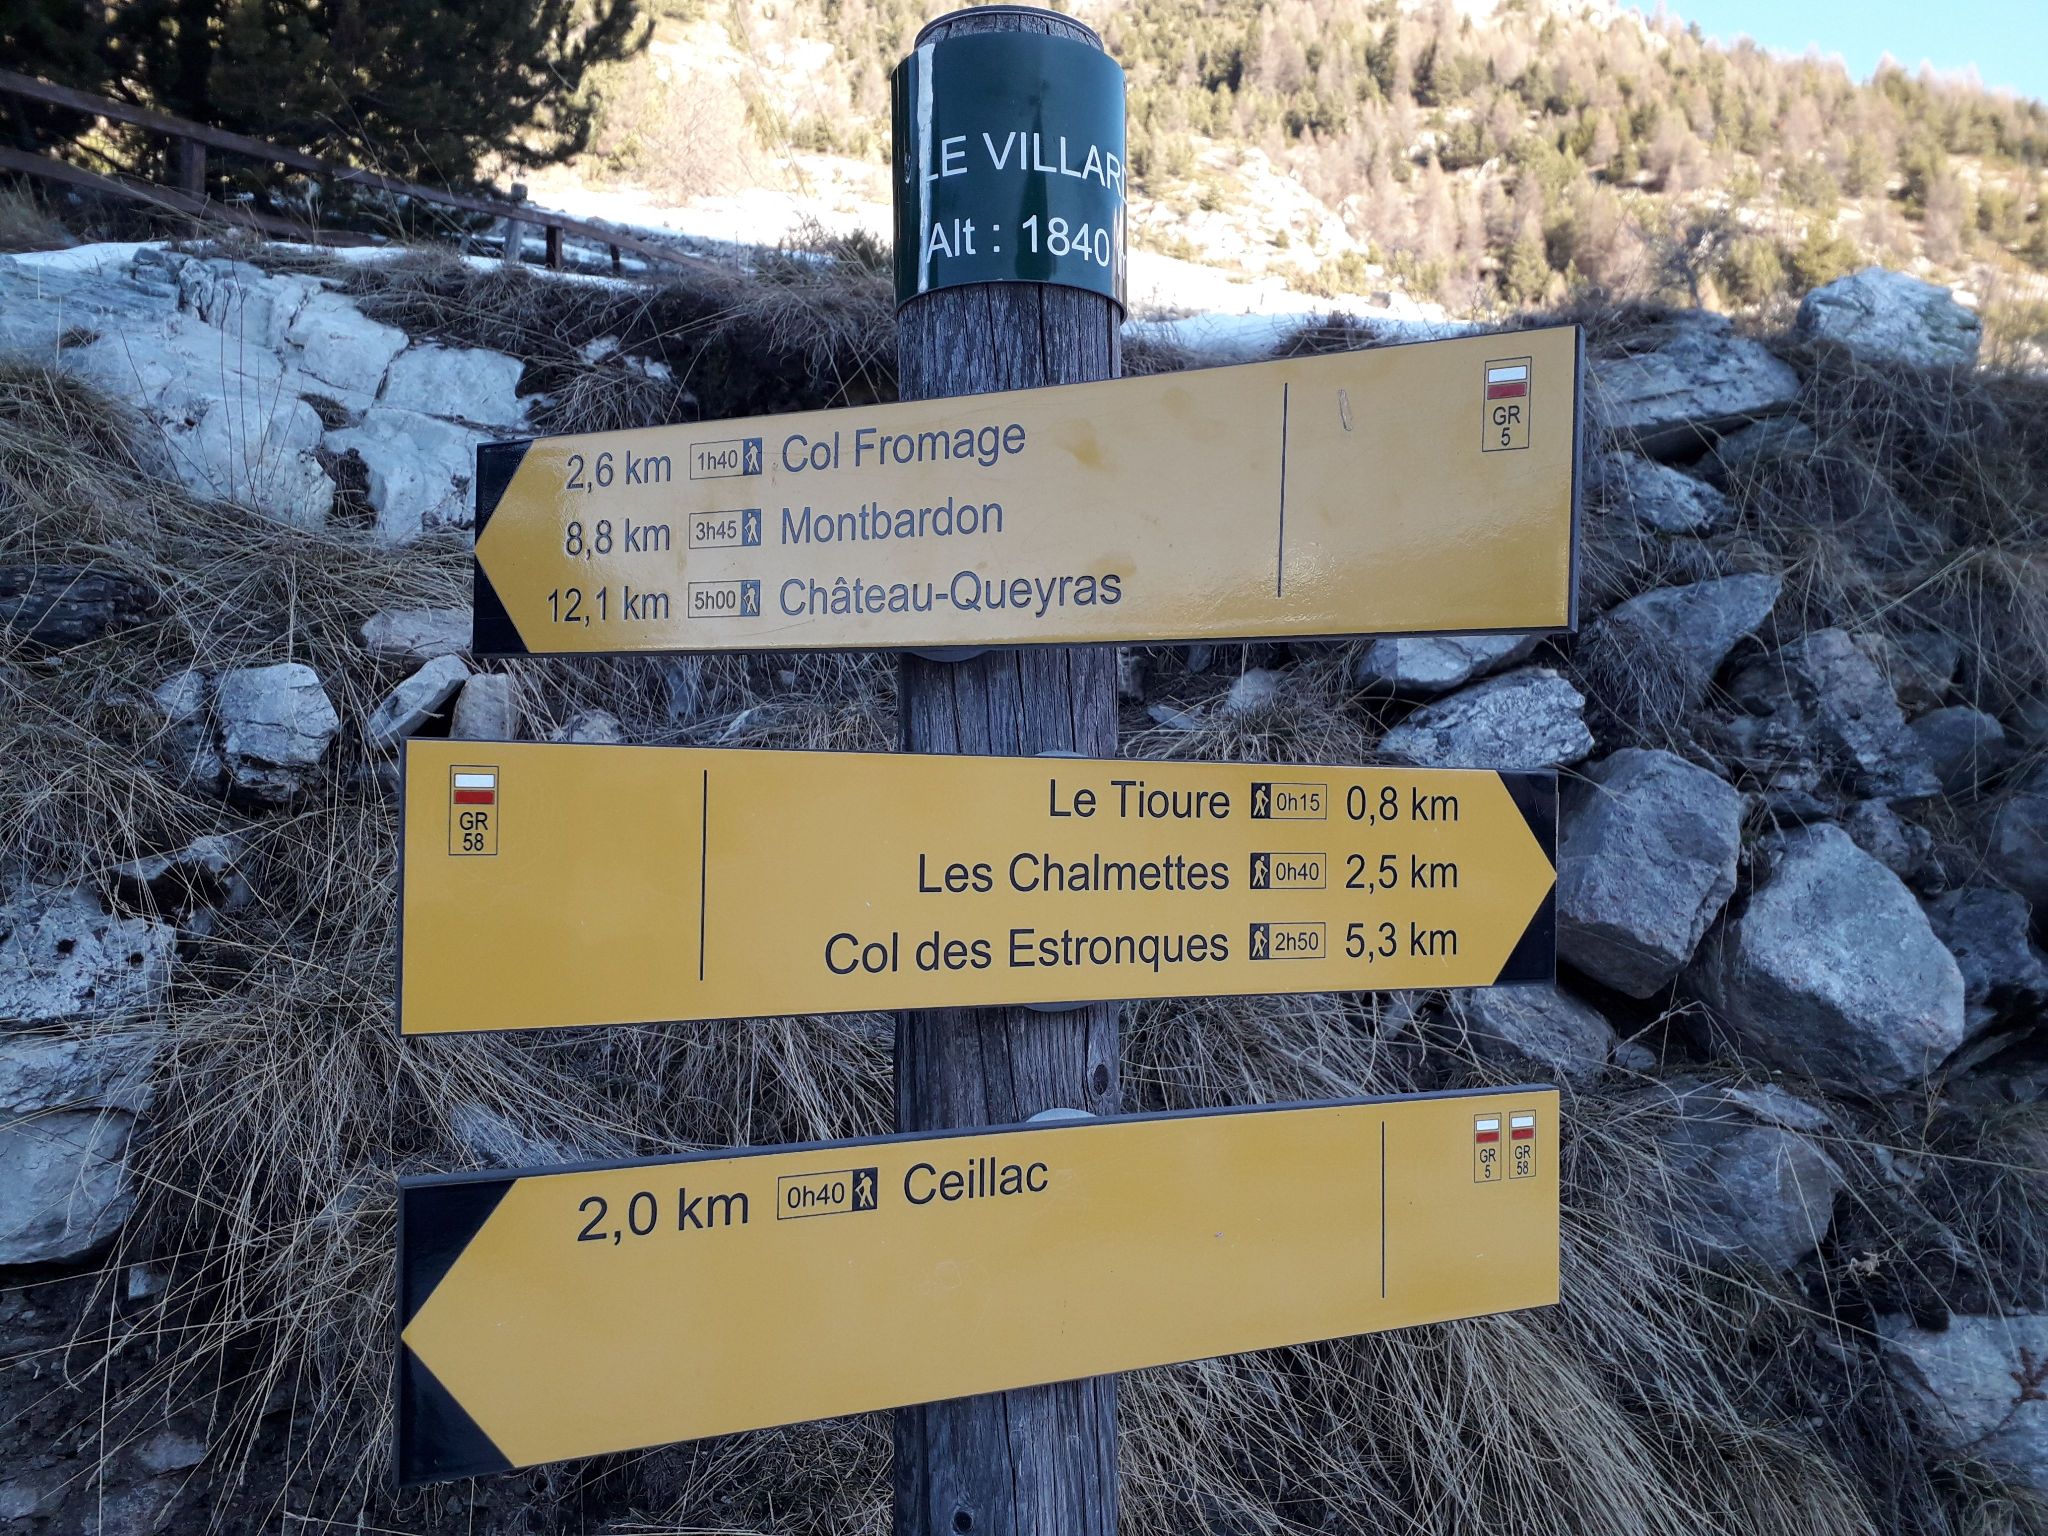 LE VILLARD
Alt : 1840
2,6 km 1h40 Col Fromage
8,8 km 3h45 Montbardon
12,1 km 5h00 Château-Queyras
GR
5
GR
58
Le Tioure 0h15 0,8 km
Les Chalmettes 0h40 2,5 km
Col des Estronques 2h50 5,3 km
2,0 km 0h40 Ceillac
GR
5
GR
58